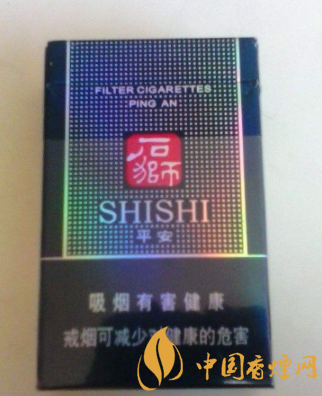 FILTER CIGARETTES
PING AN
石狮
SHISHI
平安
吸烟有害健康
戒烟可减少对健康的危害
中国香烟网